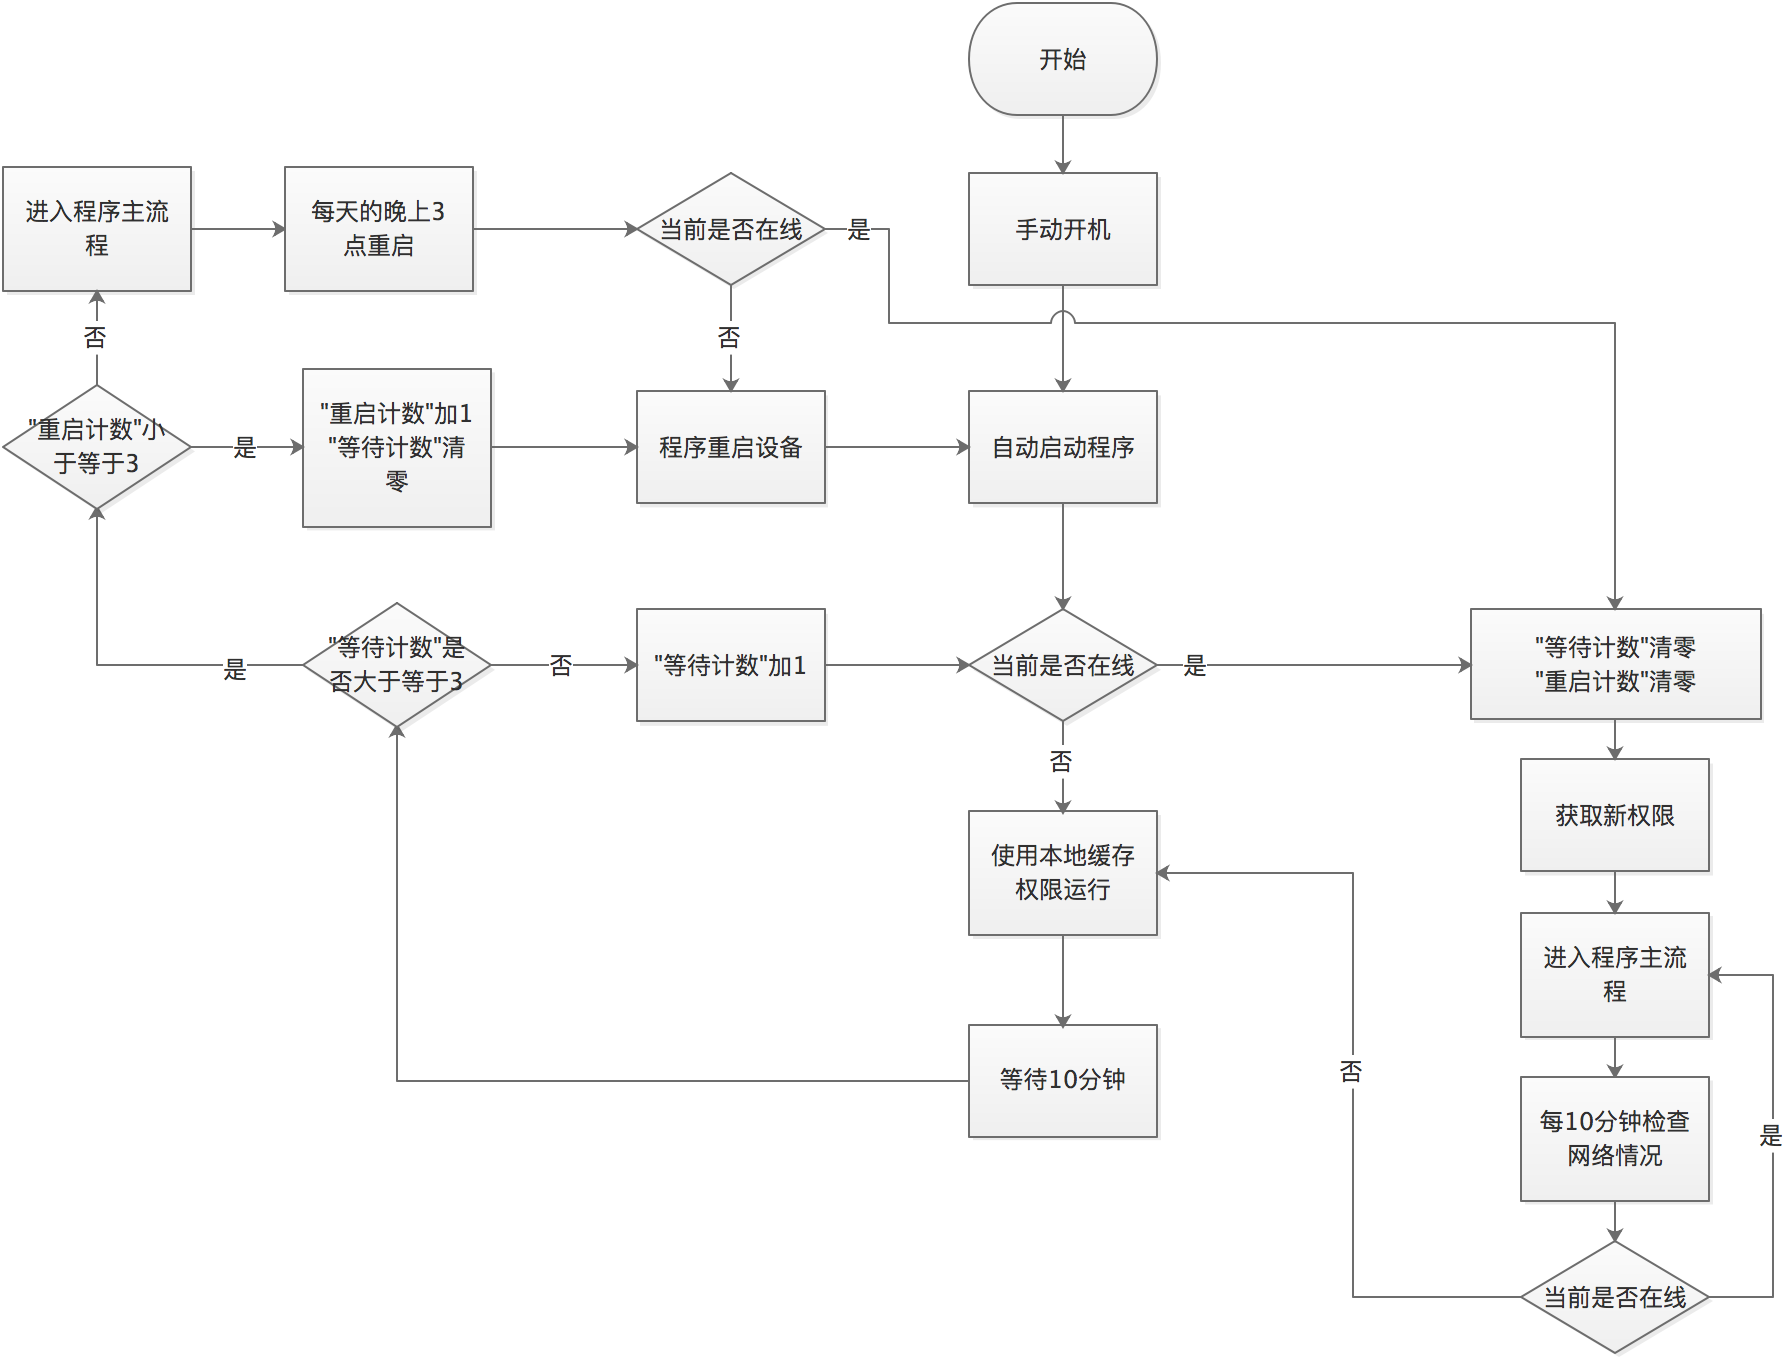 开始
进入程序主流
程
每天的晚上3
点重启
当前是否在线
是
手动开机
否
否
"重启计数"小
于等于3
是
"重启计数"加1
"等待计数"清
零
程序重启设备
自动启动程序
"等待计数"是
否大于等于3
是
否
"等待计数"加1
当前是否在线
是
"等待计数"清零
"重启计数"清零
否
获取新权限
使用本地缓存
权限运行
进入程序主流
程
等待10分钟
否
每10分钟检查
网络情况
是
当前是否在线